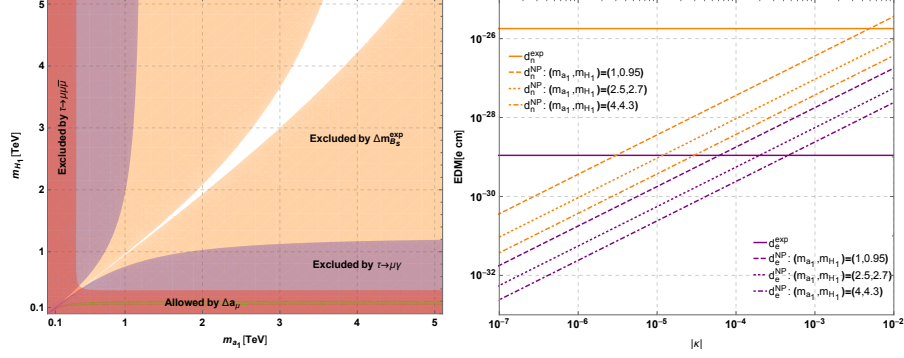 5
4
3
2
1
0.1
m_{H_1} [TeV]
Excluded by τ→μμμ̄
Excluded by Δm_{B_s}^{exp}
Excluded by τ→μγ
Allowed by Δa_μ
0.1 1 2 3 4 5
m_{a_1} [TeV]
10^{-26}
10^{-28}
10^{-30}
10^{-32}
EDM[e cm]
d_n^{exp}
d_n^{NP}: (m_{a_1},m_{H_1})=(1,0.95)
d_n^{NP}: (m_{a_1},m_{H_1})=(2.5,2.7)
d_n^{NP}: (m_{a_1},m_{H_1})=(4,4.3)
d_e^{exp}
d_e^{NP}: (m_{a_1},m_{H_1})=(1,0.95)
d_e^{NP}: (m_{a_1},m_{H_1})=(2.5,2.7)
d_e^{NP}: (m_{a_1},m_{H_1})=(4,4.3)
10^{-7} 10^{-6} 10^{-5} 10^{-4} 10^{-3} 10^{-2}
|κ|